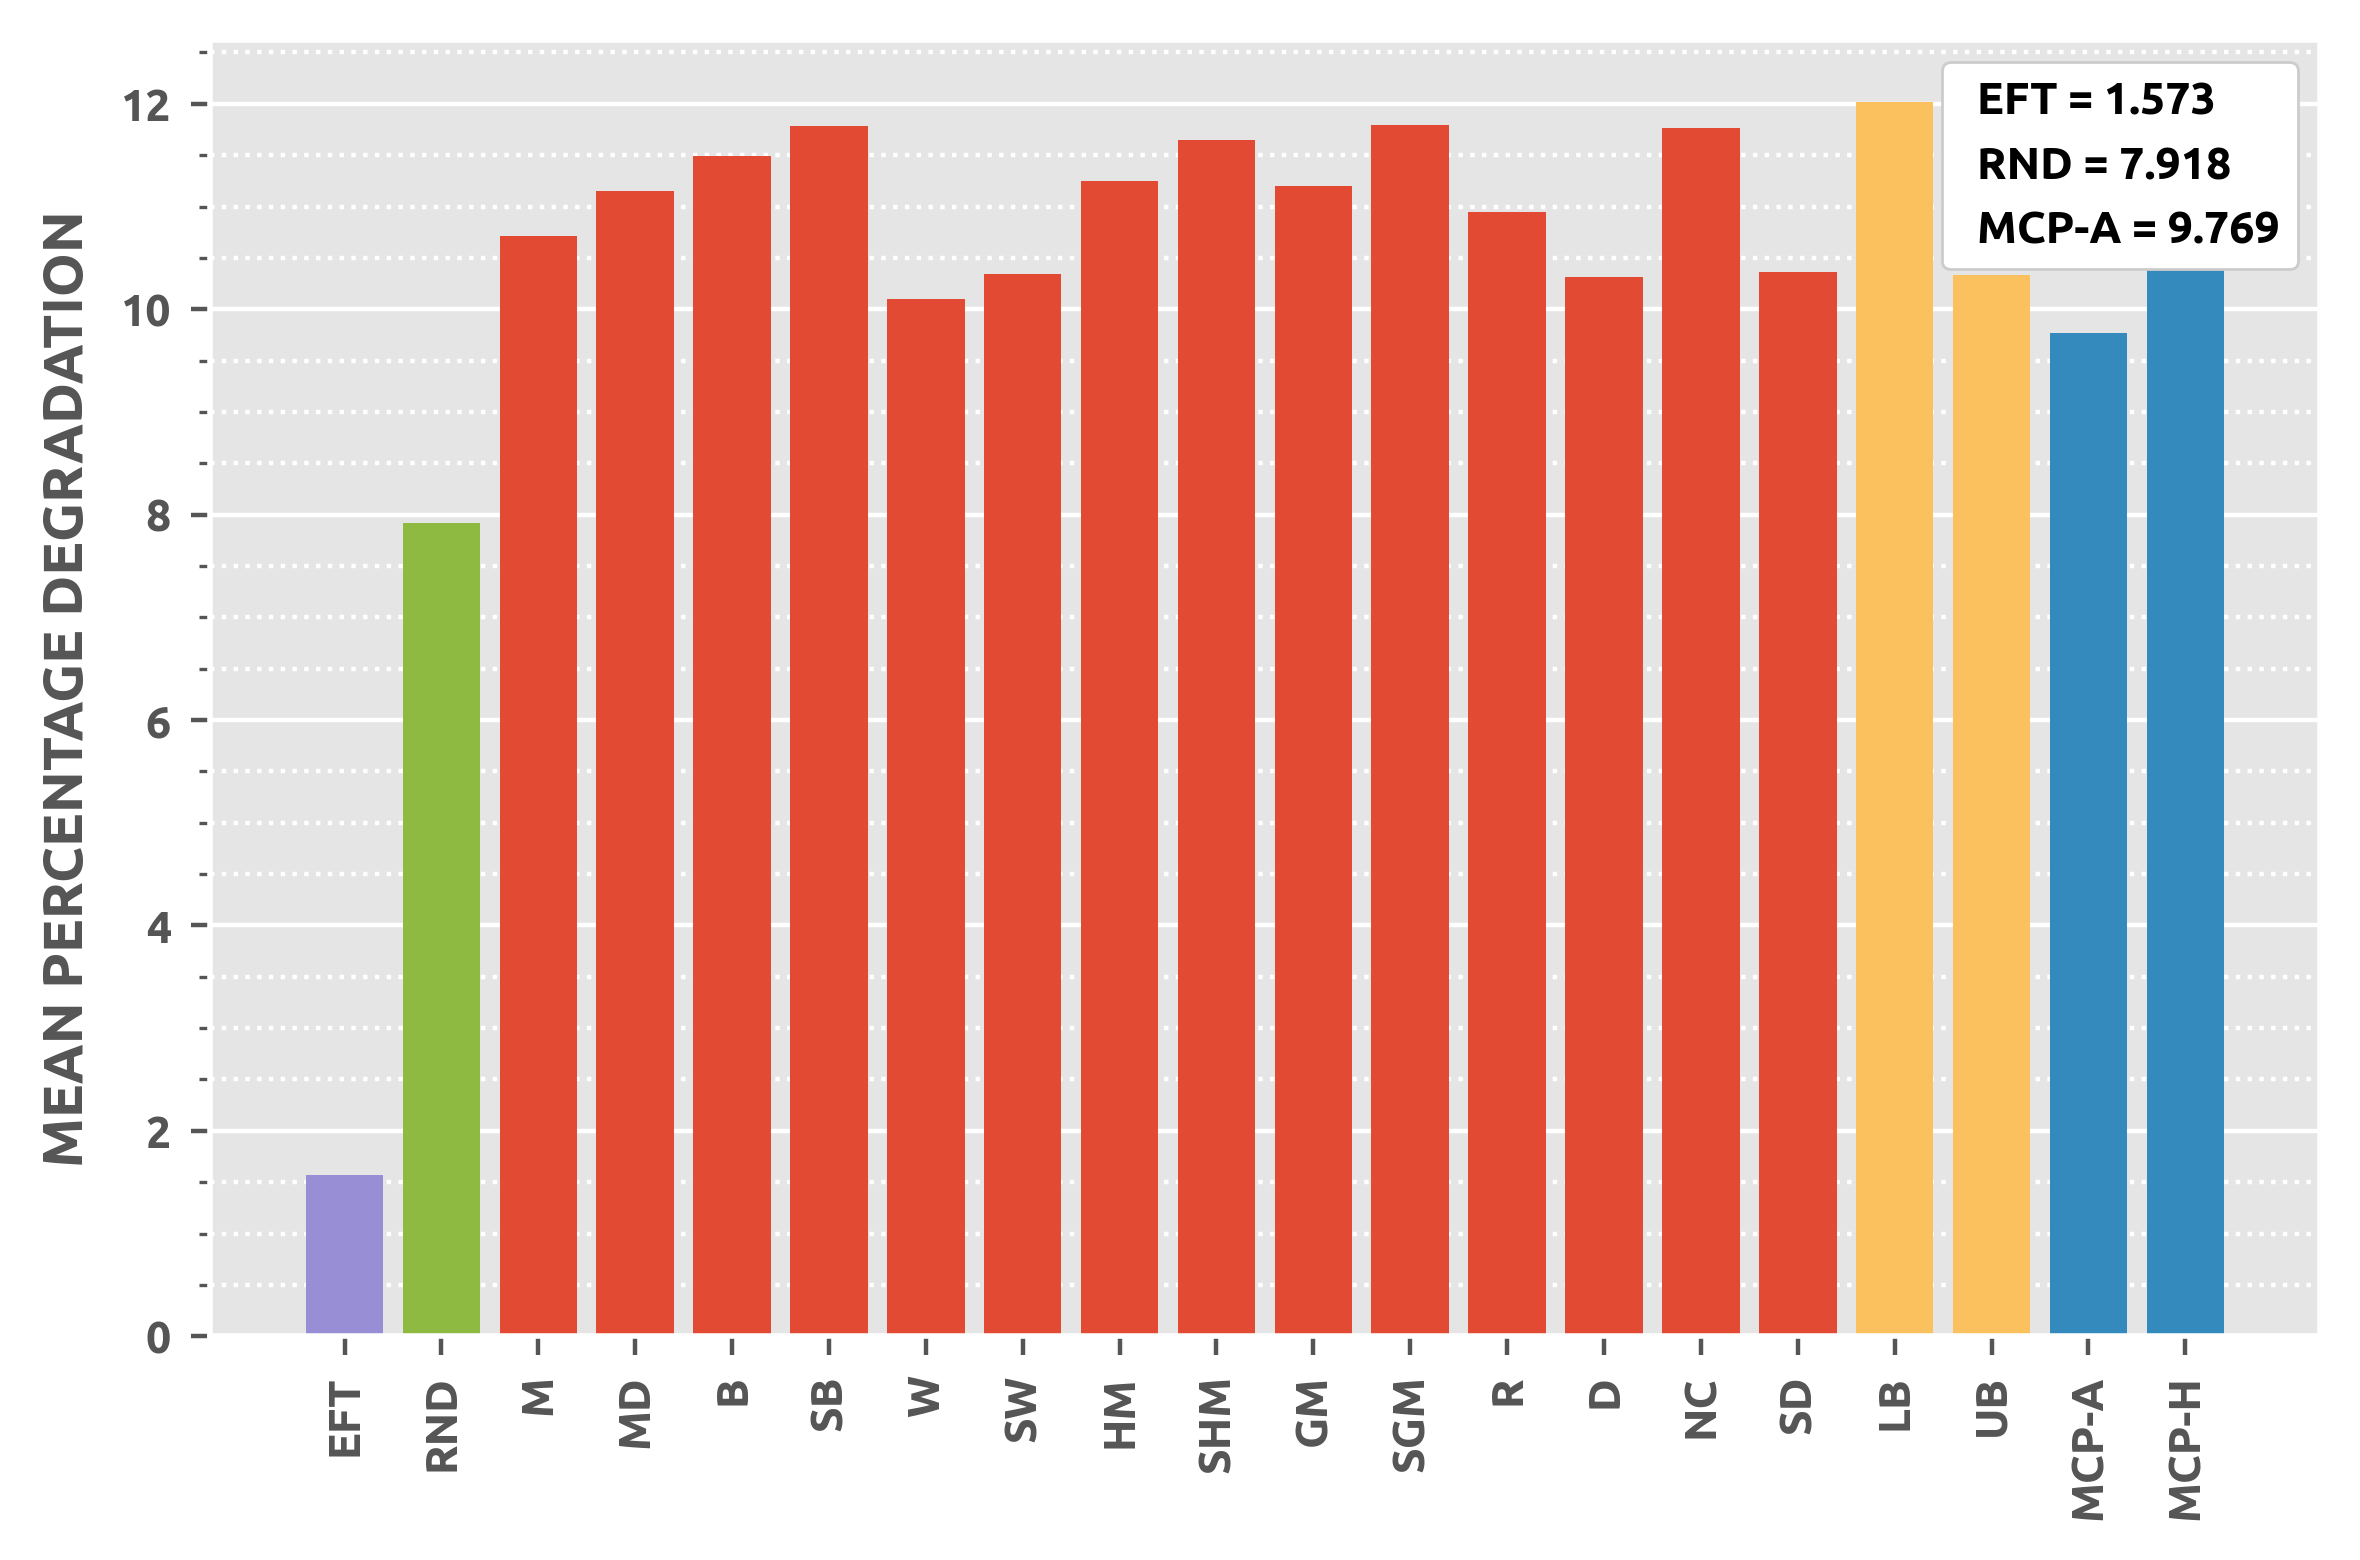 MEAN PERCENTAGE DEGRADATION
12
10
8
6
4
2
0
EFT = 1.573
RND = 7.918
MCP-A = 9.769
EFT
RND
M
MD
B
SB
W
SW
HM
SHM
GM
SGM
R
D
NC
SD
LB
UB
MCP-A
MCP-H